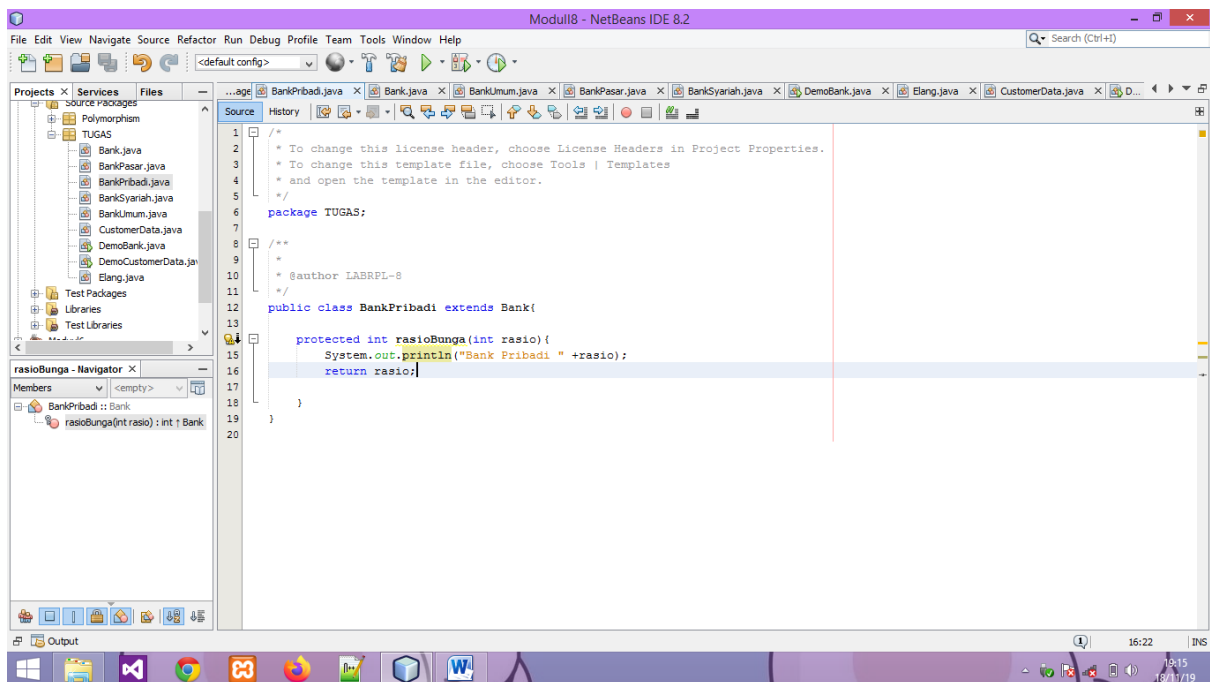 Modull8 - NetBeans IDE 8.2
File Edit View Navigate Source Refactor Run Debug Profile Team Tools Window Help
Search (Ctrl+I)
<default config>
Projects Services Files
...age BankPribadi.java Bank.java BankUmum.java BankPasar.java BankSyariah.java DemoBank.java Elang.java CustomerData.java D...
Source Packages
Polymorphism
TUGAS
Bank.java
BankPasar.java
BankPribadi.java
BankSyariah.java
BankUmum.java
CustomerData.java
DemoBank.java
DemoCustomerData.jav
Elang.java
Test Packages
Libraries
Test Libraries
Source History
1 /*
2 * To change this license header, choose License Headers in Project Properties.
3 * To change this template file, choose Tools | Templates
4 * and open the template in the editor.
5 */
6 package TUGAS;
7
8 /**
9 *
10 * @author LABRPL-8
11 */
12 public class BankPribadi extends Bank{
13
protected int rasioBunga(int rasio){
15 System.out.println("Bank Pribadi " +rasio);
16 return rasio;
17
18 }
19 }
20
rasioBunga - Navigator
Members <empty>
BankPribadi :: Bank
rasioBunga(int rasio) : int ↑ Bank
Output
1 16:22 INS
19:15
18/11/19